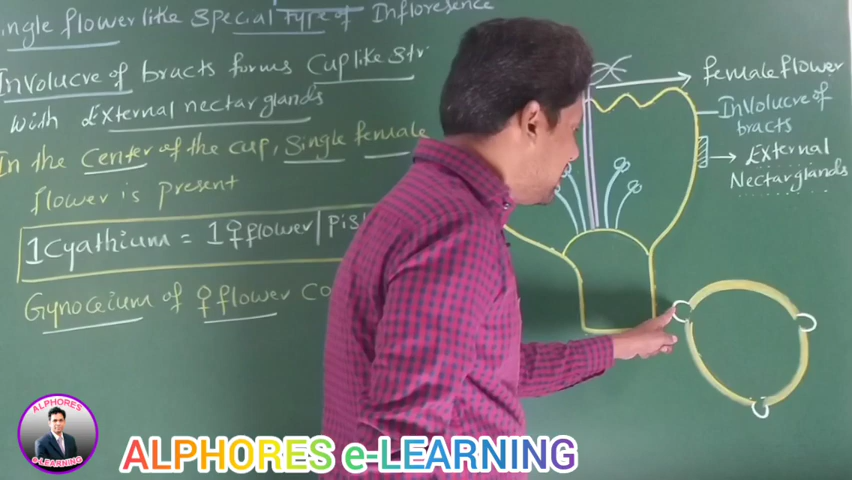 ingle flower like Special type of Infloresence
Involucre of bracts forms Cup like Str
with External nectar glands
In the center of the cup, Single female
flower is present
1 Cyathium = 1♀flower/Pis
Gynoceium of ♀flower Co
female flower
Involucre of
bracts
External
Nectar glands
ALPHORES
e-LEARNING
ALPHORES e-LEARNING